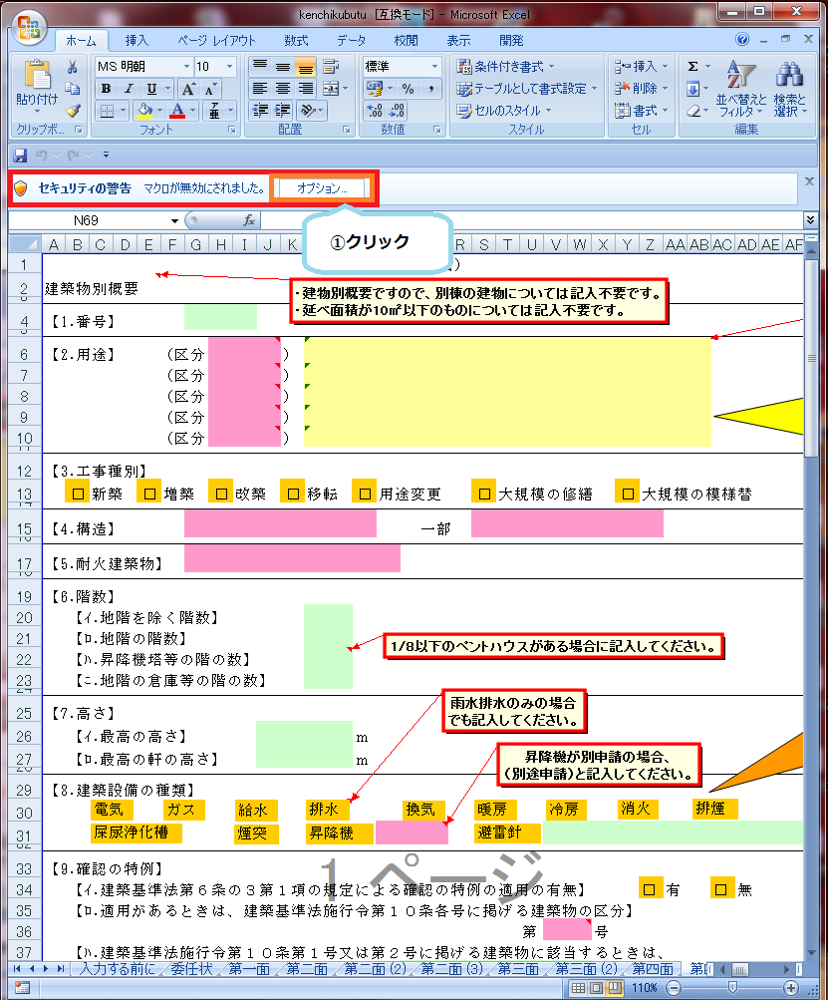 kenchikubutu [互換モード] - Microsoft Excel
ホーム 挿入 ページ レイアウト 数式 データ 校閲 表示 開発
MS 明朝 10 標準 条件付き書式 挿入 Σ
貼り付け B I U A A % , テーブルとして書式設定 削除 並べ替えと フィルタ 検索と 選択
A 亜 セルのスタイル 書式
クリップボ... フォント 配置 数値 スタイル セル 編集
セキュリティの警告 マクロが無効にされました。 オプション...
N69 fx
①クリック
A B C D E F G H I J K R S T U V W X Y Z AA AB AC AD AE AF
1 )
2 建築物別概要
・建物別概要ですので、別棟の建物については記入不要です。
・延べ面積が10㎡以下のものについては記入不要です。
4 【1.番号】
6 【2.用途】 (区分 )
7 (区分 )
8 (区分 )
9 (区分 )
10 (区分 )
12 【3.工事種別】
13 □ 新築 □ 増築 □ 改築 □ 移転 □ 用途変更 □ 大規模の修繕 □ 大規模の模様替
15 【4.構造】 一部
17 【5.耐火建築物】
19 【6.階数】
20 【ｲ.地階を除く階数】
21 【ﾛ.地階の階数】
1/8以下のペントハウスがある場合に記入してください。
22 【ﾊ.昇降機塔等の階の数】
23 【ﾆ.地階の倉庫等の階の数】
雨水排水のみの場合
でも記入してください。
25 【7.高さ】
26 【ｲ.最高の高さ】 m
27 【ﾛ.最高の軒の高さ】 m
昇降機が別申請の場合、
(別途申請)と記入してください。
29 【8.建築設備の種類】
30 電気 ガス 給水 排水 換気 暖房 冷房 消火 排煙
31 屎尿浄化槽 煙突 昇降機 避雷針
1 ページ
33 【9.確認の特例】
34 【ｲ.建築基準法第６条の３第１項の規定による確認の特例の適用の有無】 □ 有 □ 無
35 【ﾛ.適用があるときは、建築基準法施行令第１０条各号に掲げる建築物の区分】
36 第 号
37 【ﾊ.建築基準法施行令第１０条第１号又は第２号に掲げる建築物に該当するときは、
入力する前に 委任状 第一面 第二面 第二面 (2) 第二面 (3) 第三面 第三面 (2) 第四面
110%